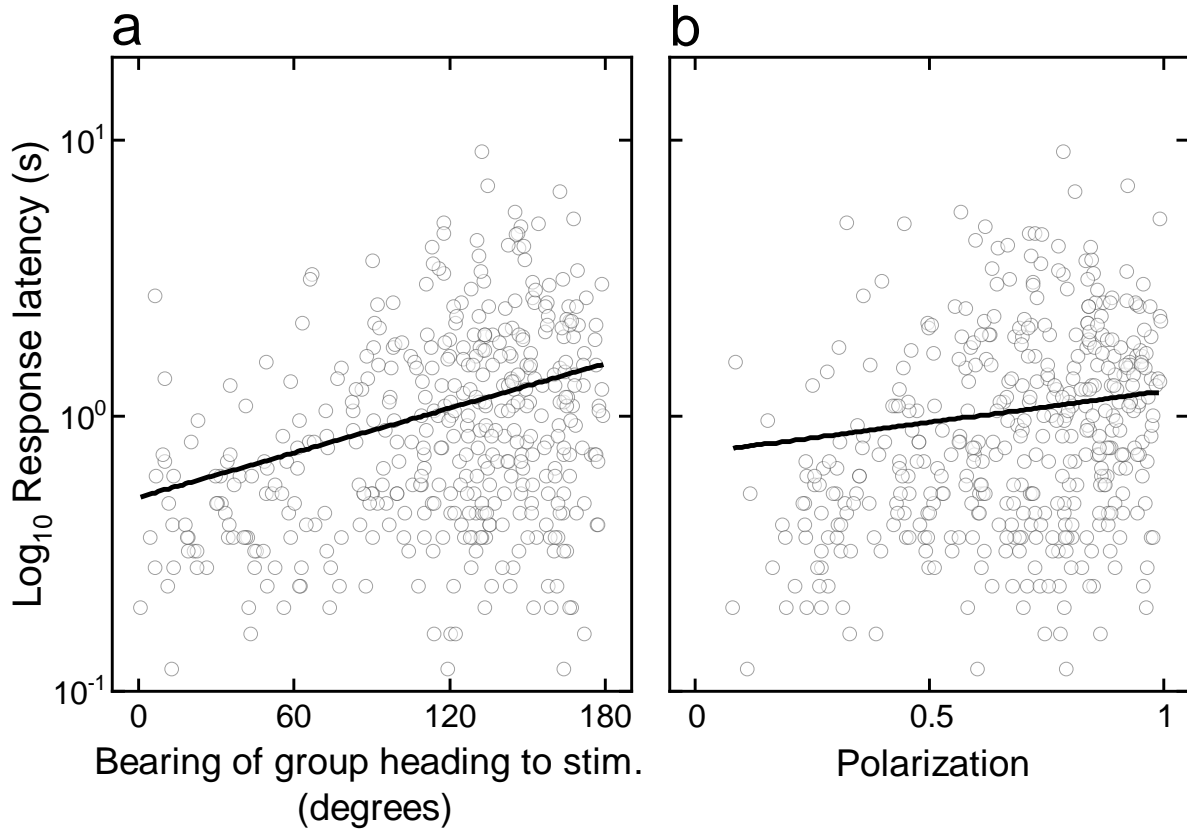 a
b
Log10 Response latency (s)
10^1
10^0
10^-1
0 60 120 180
0 0.5 1
Bearing of group heading to stim.
(degrees)
Polarization